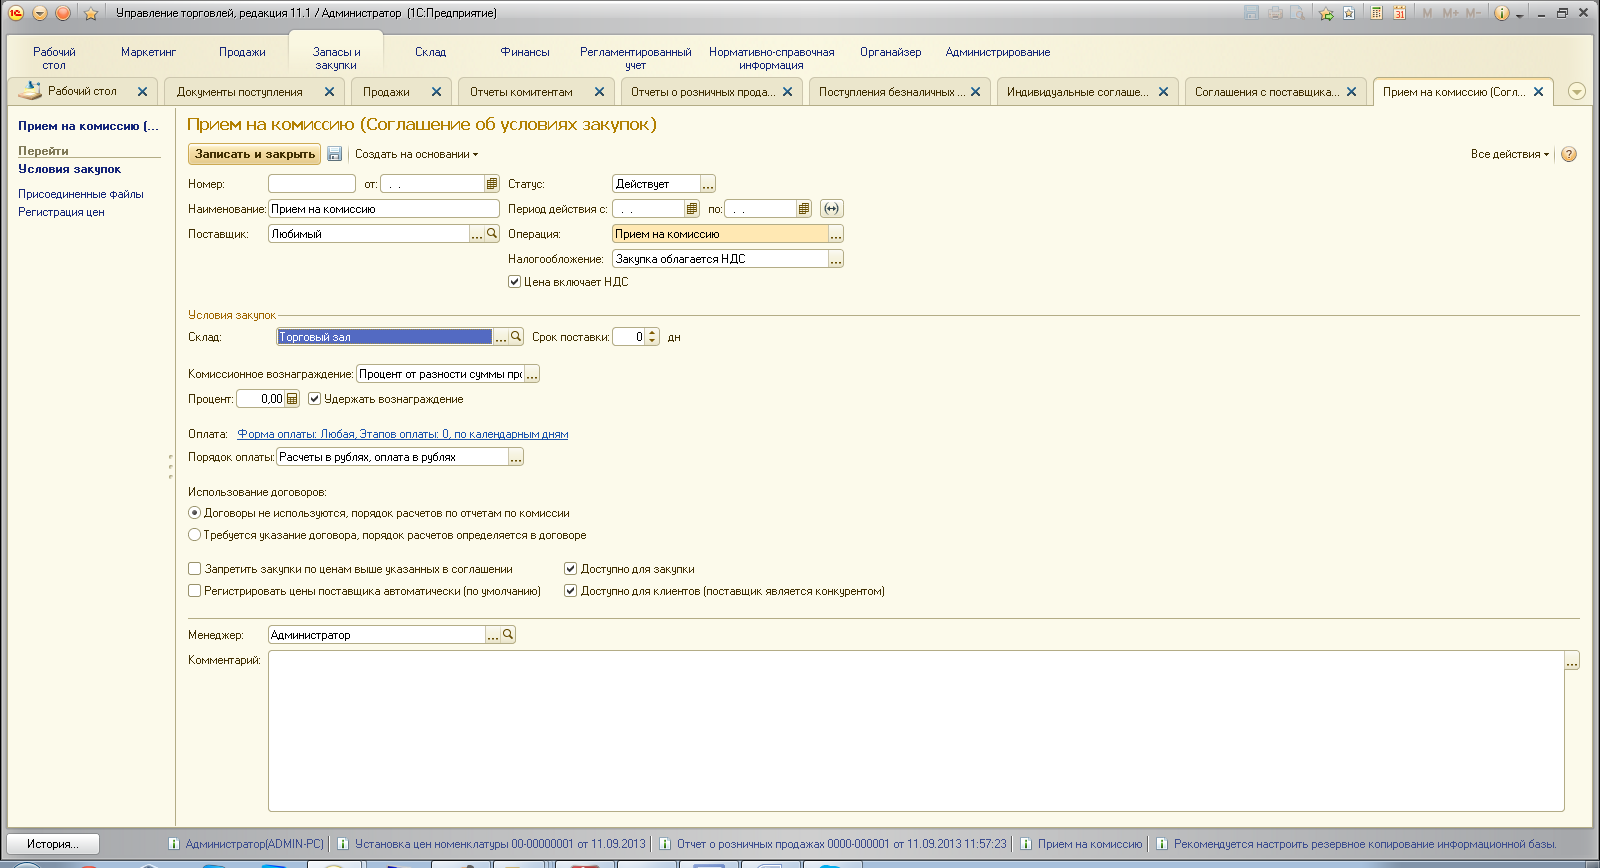 Управление торговлей, редакция 11.1 / Администратор (1С:Предприятие)
M M+ M-
Рабочий стол
Маркетинг
Продажи
Запасы и закупки
Склад
Финансы
Регламентированный учет
Нормативно-справочная информация
Органайзер
Администрирование
Рабочий стол
Документы поступления
Продажи
Отчеты комитентам
Отчеты о розничных прода...
Поступления безналичных ...
Индивидуальные соглаше...
Соглашения с поставщика...
Прием на комиссию (Согл...
Прием на комиссию (...
Перейти
Условия закупок
Присоединенные файлы
Регистрация цен
Прием на комиссию (Соглашение об условиях закупок)
Записать и закрыть
Создать на основании
Все действия
Номер:
от: . .
Статус: Действует
Наименование: Прием на комиссию
Период действия с: . . по: . .
Поставщик: Любимый
Операция: Прием на комиссию
Налогообложение: Закупка облагается НДС
Цена включает НДС
Условия закупок
Склад: Торговый зал
Срок поставки: 0 дн
Комиссионное вознаграждение: Процент от разности суммы про
Процент: 0,00
Удержать вознаграждение
Оплата: Форма оплаты: Любая, Этапов оплаты: 0, по календарным дням
Порядок оплаты: Расчеты в рублях, оплата в рублях
Использование договоров:
Договоры не используются, порядок расчетов по отчетам по комиссии
Требуется указание договора, порядок расчетов определяется в договоре
Запретить закупки по ценам выше указанных в соглашении
Доступно для закупки
Регистрировать цены поставщика автоматически (по умолчанию)
Доступно для клиентов (поставщик является конкурентом)
Менеджер: Администратор
Комментарий:
История...
Администратор(ADMIN-PC)
Установка цен номенклатуры 00-00000001 от 11.09.2013
Отчет о розничных продажах 0000-000001 от 11.09.2013 11:57:23
Прием на комиссию
Рекомендуется настроить резервное копирование информационной базы.